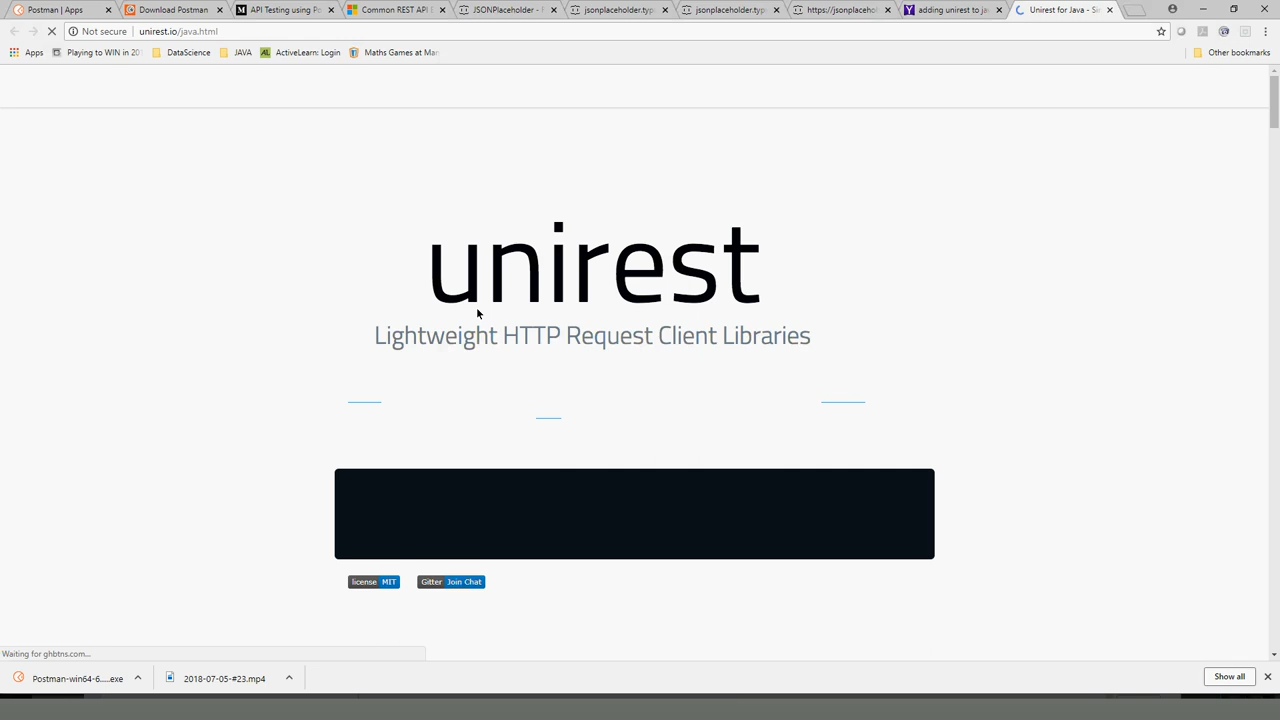 Postman | Apps
Download Postman
API Testing using Po
Common REST API E
JSONPlaceholder - F
jsonplaceholder.typ
jsonplaceholder.typ
https://jsonplaceho
adding unirest to ja
Unirest for Java - Si
Not secure | unirest.io/java.html
Apps Playing to WIN in 20 DataScience JAVA ActiveLearn: Login Maths Games at Mar Other bookmarks
unirest
Lightweight HTTP Request Client Libraries
license MIT Gitter Join Chat
Waiting for ghbtns.com...
Postman-win64-6.....exe 2018-07-05-#23.mp4 Show all